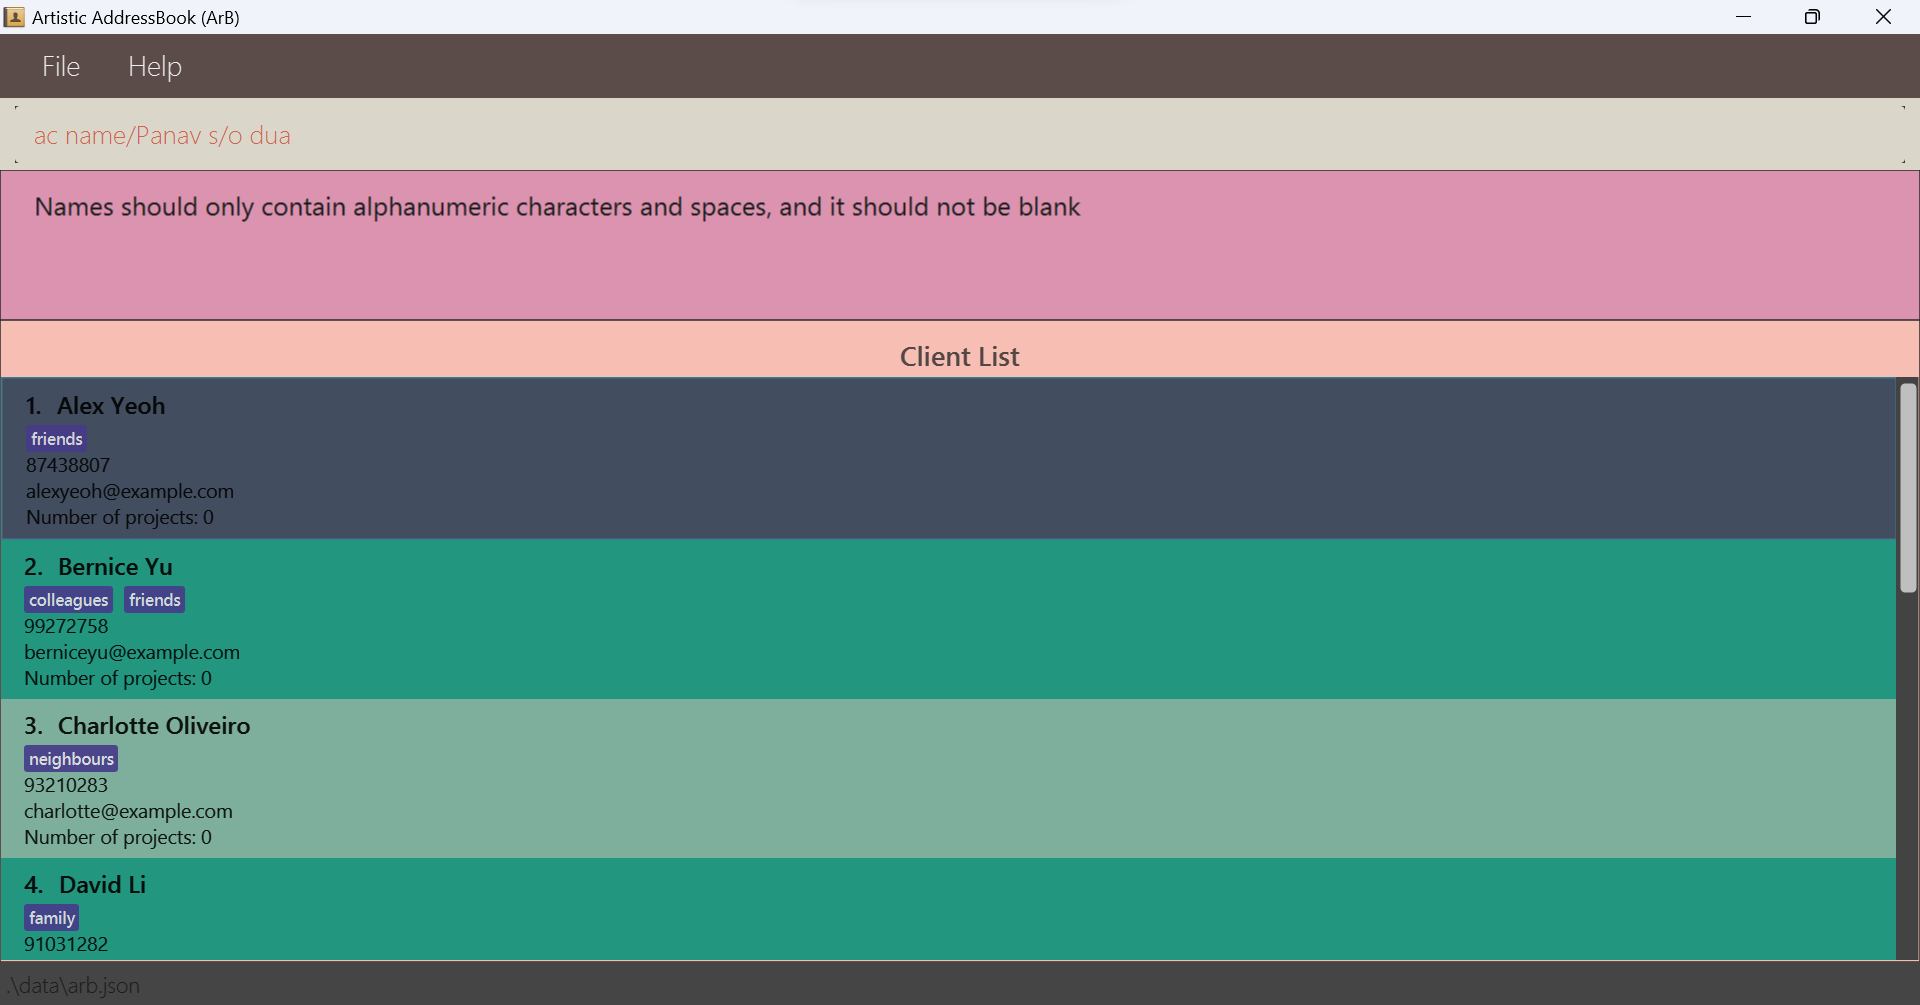 Artistic AddressBook (ArB)
File Help
ac name/Panav s/o dua
Names should only contain alphanumeric characters and spaces, and it should not be blank
Client List
1. Alex Yeoh
friends
87438807
alexyeoh@example.com
Number of projects: 0
2. Bernice Yu
colleagues friends
99272758
berniceyu@example.com
Number of projects: 0
3. Charlotte Oliveiro
neighbours
93210283
charlotte@example.com
Number of projects: 0
4. David Li
family
91031282
.\data\arb.json